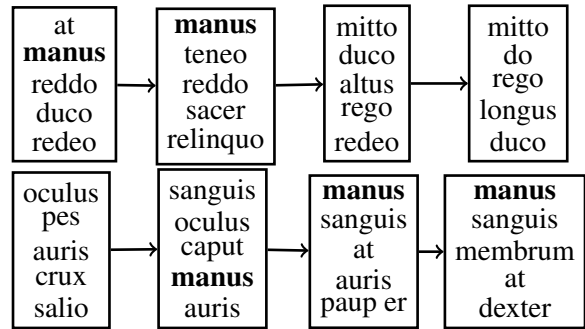 at
manus
reddo
duco
redeo
manus
teneo
reddo
sacer
relinquo
mitto
duco
altus
rego
redeo
mitto
do
rego
longus
duco
oculus
pes
auris
crux
salio
sanguis
oculus
caput
manus
auris
manus
sanguis
at
auris
paup er
manus
sanguis
membrum
at
dexter